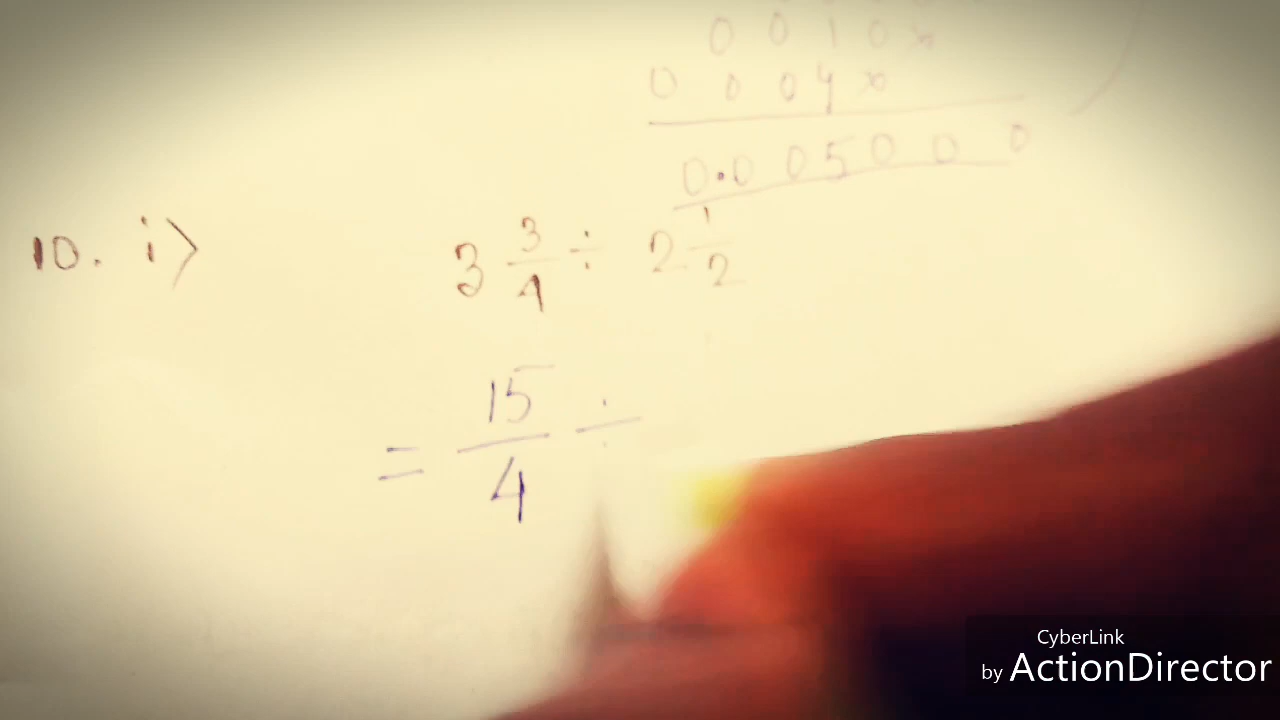 0 0 1 0 x
0 0 0 4 x
0.0 0 5 0 0 0
10. i> 3 3/4 ÷ 2 1/2
= 15/4 ÷
CyberLink
by ActionDirector